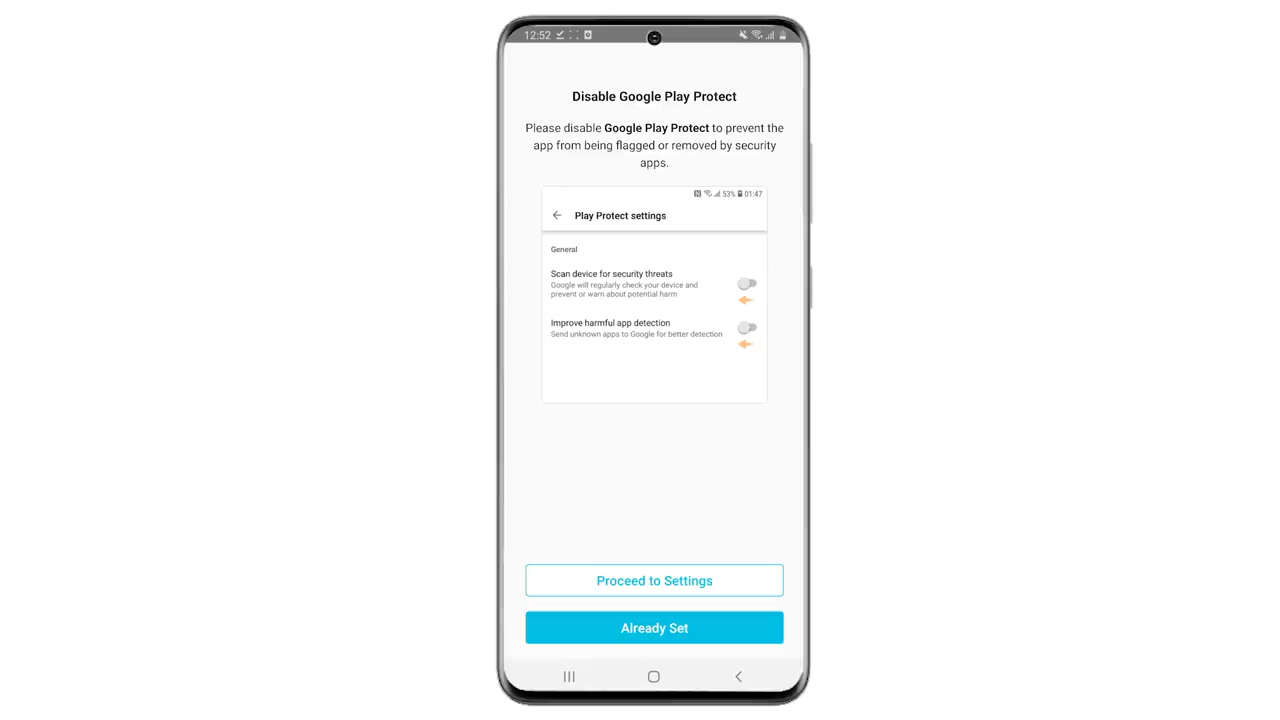 12:52
Disable Google Play Protect
Please disable Google Play Protect to prevent the
app from being flagged or removed by security
apps.
53% 01:47
Play Protect settings
General
Scan device for security threats
Google will regularly check your device and
prevent or warn about potential harm
Improve harmful app detection
Send unknown apps to Google for better detection
Proceed to Settings
Already Set